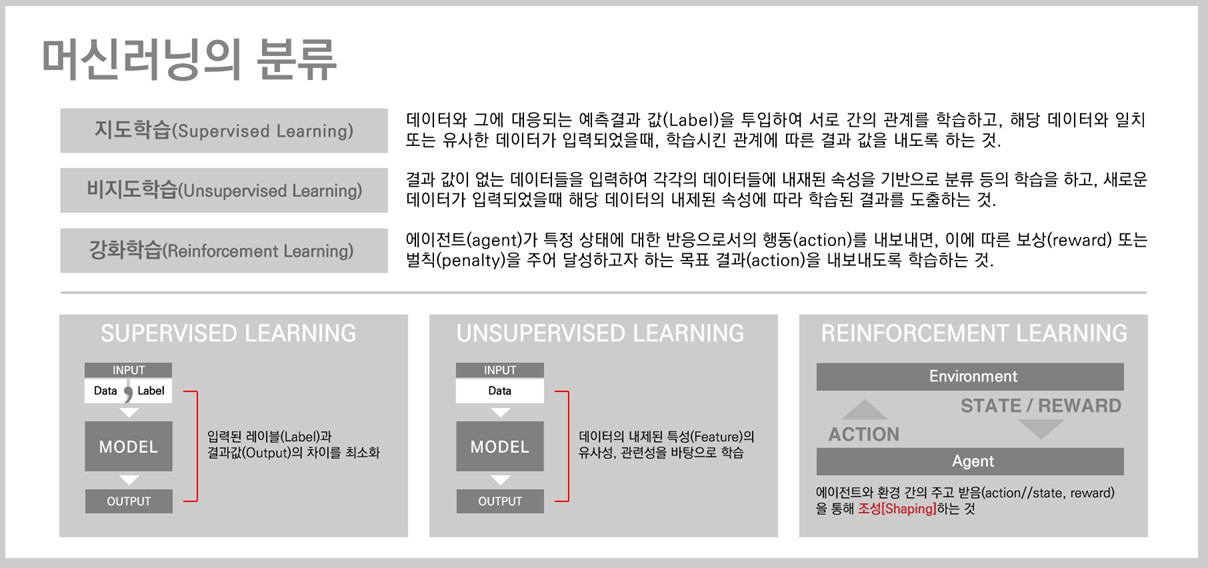 머신러닝의 분류
지도학습(Supervised Learning)
데이터와 그에 대응되는 예측결과 값(Label)을 투입하여 서로 간의 관계를 학습하고, 해당 데이터와 일치
또는 유사한 데이터가 입력되었을때, 학습시킨 관계에 따른 결과 값을 내도록 하는 것.
비지도학습(Unsupervised Learning)
결과 값이 없는 데이터들을 입력하여 각각의 데이터들에 내재된 속성을 기반으로 분류 등의 학습을 하고, 새로운
데이터가 입력되었을때 해당 데이터의 내제된 속성에 따라 학습된 결과를 도출하는 것.
강화학습(Reinforcement Learning)
에이전트(agent)가 특정 상태에 대한 반응으로서의 행동(action)를 내보내면, 이에 따른 보상(reward) 또는
벌칙(penalty)을 주어 달성하고자 하는 목표 결과(action)을 내보내도록 학습하는 것.
SUPERVISED LEARNING
INPUT
Data , Label
MODEL
OUTPUT
입력된 레이블(Label)과
결과값(Output)의 차이를 최소화
UNSUPERVISED LEARNING
INPUT
Data
MODEL
OUTPUT
데이터의 내제된 특성(Feature)의
유사성, 관련성을 바탕으로 학습
REINFORCEMENT LEARNING
Environment
STATE / REWARD
ACTION
Agent
에이전트와 환경 간의 주고 받음(action//state, reward)
을 통해 조성[Shaping]하는 것